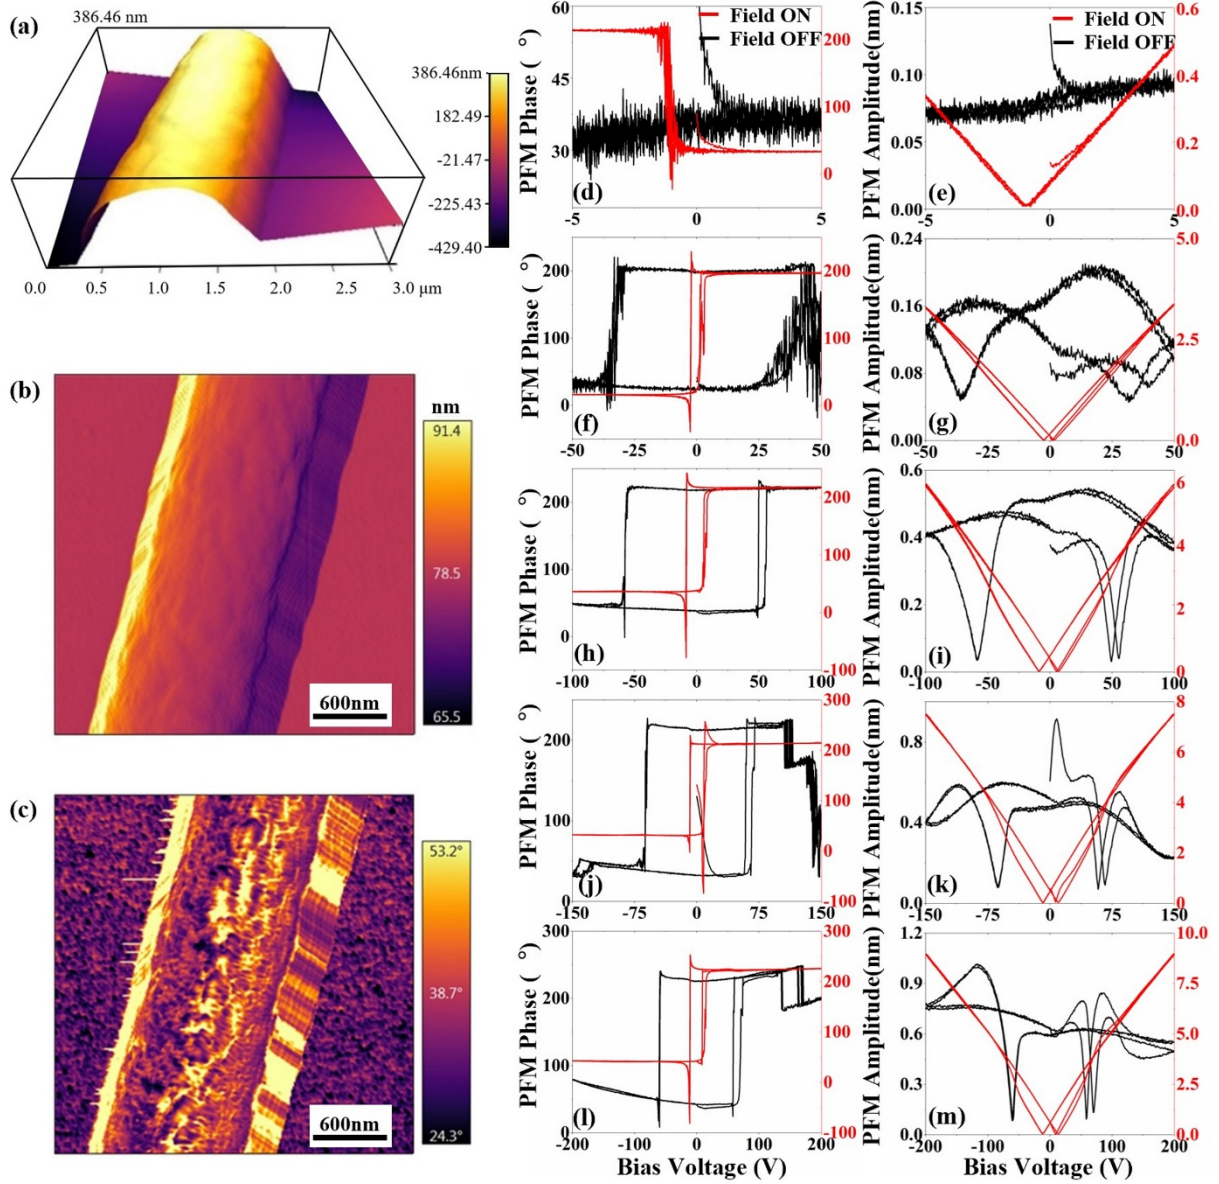 (a)
386.46 nm
386.46nm
182.49
-21.47
-225.43
-429.40
0.0 0.5 1.0 1.5 2.0 2.5 3.0 μm
(b)
nm
91.4
78.5
65.5
600nm
(c)
53.2°
38.7°
24.3°
600nm
Field ON
Field OFF
PFM Phase ( °)
60
45
30
200
100
0
(d)
-5 0 5
Field ON
Field OFF
PFM Amplitude(nm)
0.15
0.10
0.05
0.00
0.6
0.4
0.2
0.0
(e)
-5 0 5
PFM Phase ( °)
200
100
0
200
100
0
(f)
-50 -25 0 25 50
PFM Amplitude(nm)
0.24
0.16
0.08
0.00
5.0
2.5
0.0
(g)
-50 -25 0 25 50
PFM Phase ( °)
200
100
0
200
100
0
-100
(h)
-100 -50 0 50 100
PFM Amplitude(nm)
0.6
0.4
0.2
0.0
6
4
2
0
(i)
-100 -50 0 50 100
PFM Phase ( °)
200
100
0
300
200
100
0
-100
(j)
-150 -75 0 75 150
PFM Amplitude(nm)
0.8
0.4
0.0
8
6
4
2
0
(k)
-150 -75 0 75 150
PFM Phase ( °)
300
200
100
0
300
200
100
0
-100
(l)
-200 -100 0 100 200
Bias Voltage (V)
PFM Amplitude(nm)
1.2
0.9
0.6
0.3
0.0
10.0
7.5
5.0
2.5
0.0
(m)
-200 -100 0 100 200
Bias Voltage (V)